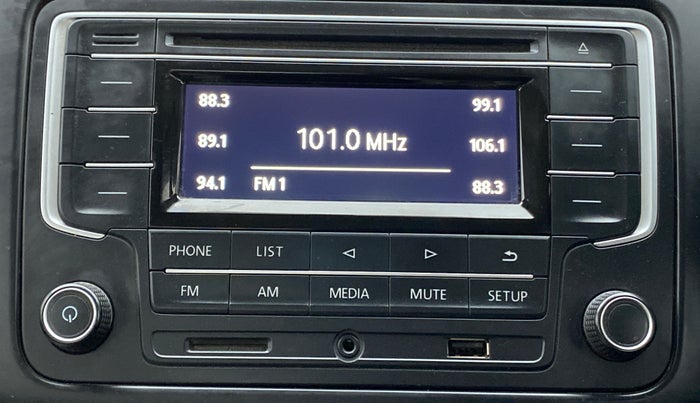 88.3 99.1
89.1 101.0 MHz 106.1
94.1 FM 1 88.3
PHONE LIST
FM AM MEDIA MUTE SETUP